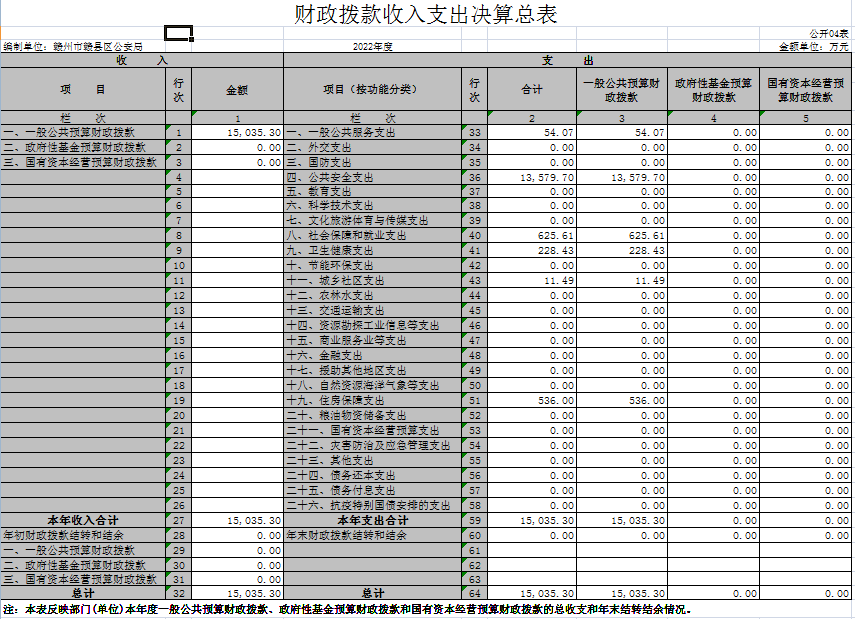 财政拨款收入支出决算总表
公开04表
编制单位：赣州市赣县区公安局 2022年度 金额单位：万元
收 入 支 出
项 目 行次 金额 项目（按功能分类） 行次 合计 一般公共预算财政拨款 政府性基金预算财政拨款 国有资本经营预算财政拨款
栏 次 1 栏 次 2 3 4 5
一、一般公共预算财政拨款 1 15,035.30 一、一般公共服务支出 33 54.07 54.07 0.00 0.00
二、政府性基金预算财政拨款 2 0.00 二、外交支出 34 0.00 0.00 0.00 0.00
三、国有资本经营预算财政拨款 3 0.00 三、国防支出 35 0.00 0.00 0.00 0.00
4 四、公共安全支出 36 13,579.70 13,579.70 0.00 0.00
5 五、教育支出 37 0.00 0.00 0.00 0.00
6 六、科学技术支出 38 0.00 0.00 0.00 0.00
7 七、文化旅游体育与传媒支出 39 0.00 0.00 0.00 0.00
8 八、社会保障和就业支出 40 625.61 625.61 0.00 0.00
9 九、卫生健康支出 41 228.43 228.43 0.00 0.00
10 十、节能环保支出 42 0.00 0.00 0.00 0.00
11 十一、城乡社区支出 43 11.49 11.49 0.00 0.00
12 十二、农林水支出 44 0.00 0.00 0.00 0.00
13 十三、交通运输支出 45 0.00 0.00 0.00 0.00
14 十四、资源勘探工业信息等支出 46 0.00 0.00 0.00 0.00
15 十五、商业服务业等支出 47 0.00 0.00 0.00 0.00
16 十六、金融支出 48 0.00 0.00 0.00 0.00
17 十七、援助其他地区支出 49 0.00 0.00 0.00 0.00
18 十八、自然资源海洋气象等支出 50 0.00 0.00 0.00 0.00
19 十九、住房保障支出 51 536.00 536.00 0.00 0.00
20 二十、粮油物资储备支出 52 0.00 0.00 0.00 0.00
21 二十一、国有资本经营预算支出 53 0.00 0.00 0.00 0.00
22 二十二、灾害防治及应急管理支出 54 0.00 0.00 0.00 0.00
23 二十三、其他支出 55 0.00 0.00 0.00 0.00
24 二十四、债务还本支出 56 0.00 0.00 0.00 0.00
25 二十五、债务付息支出 57 0.00 0.00 0.00 0.00
26 二十六、抗疫特别国债安排的支出 58 0.00 0.00 0.00 0.00
本年收入合计 27 15,035.30 本年支出合计 59 15,035.30 15,035.30 0.00 0.00
年初财政拨款结转和结余 28 0.00 年末财政拨款结转和结余 60 0.00 0.00 0.00 0.00
一、一般公共预算财政拨款 29 0.00 61
二、政府性基金预算财政拨款 30 0.00 62
三、国有资本经营预算财政拨款 31 0.00 63
总计 32 15,035.30 总计 64 15,035.30 15,035.30 0.00 0.00
注：本表反映部门(单位)本年度一般公共预算财政拨款、政府性基金预算财政拨款和国有资本经营预算财政拨款的总收支和年末结转结余情况。